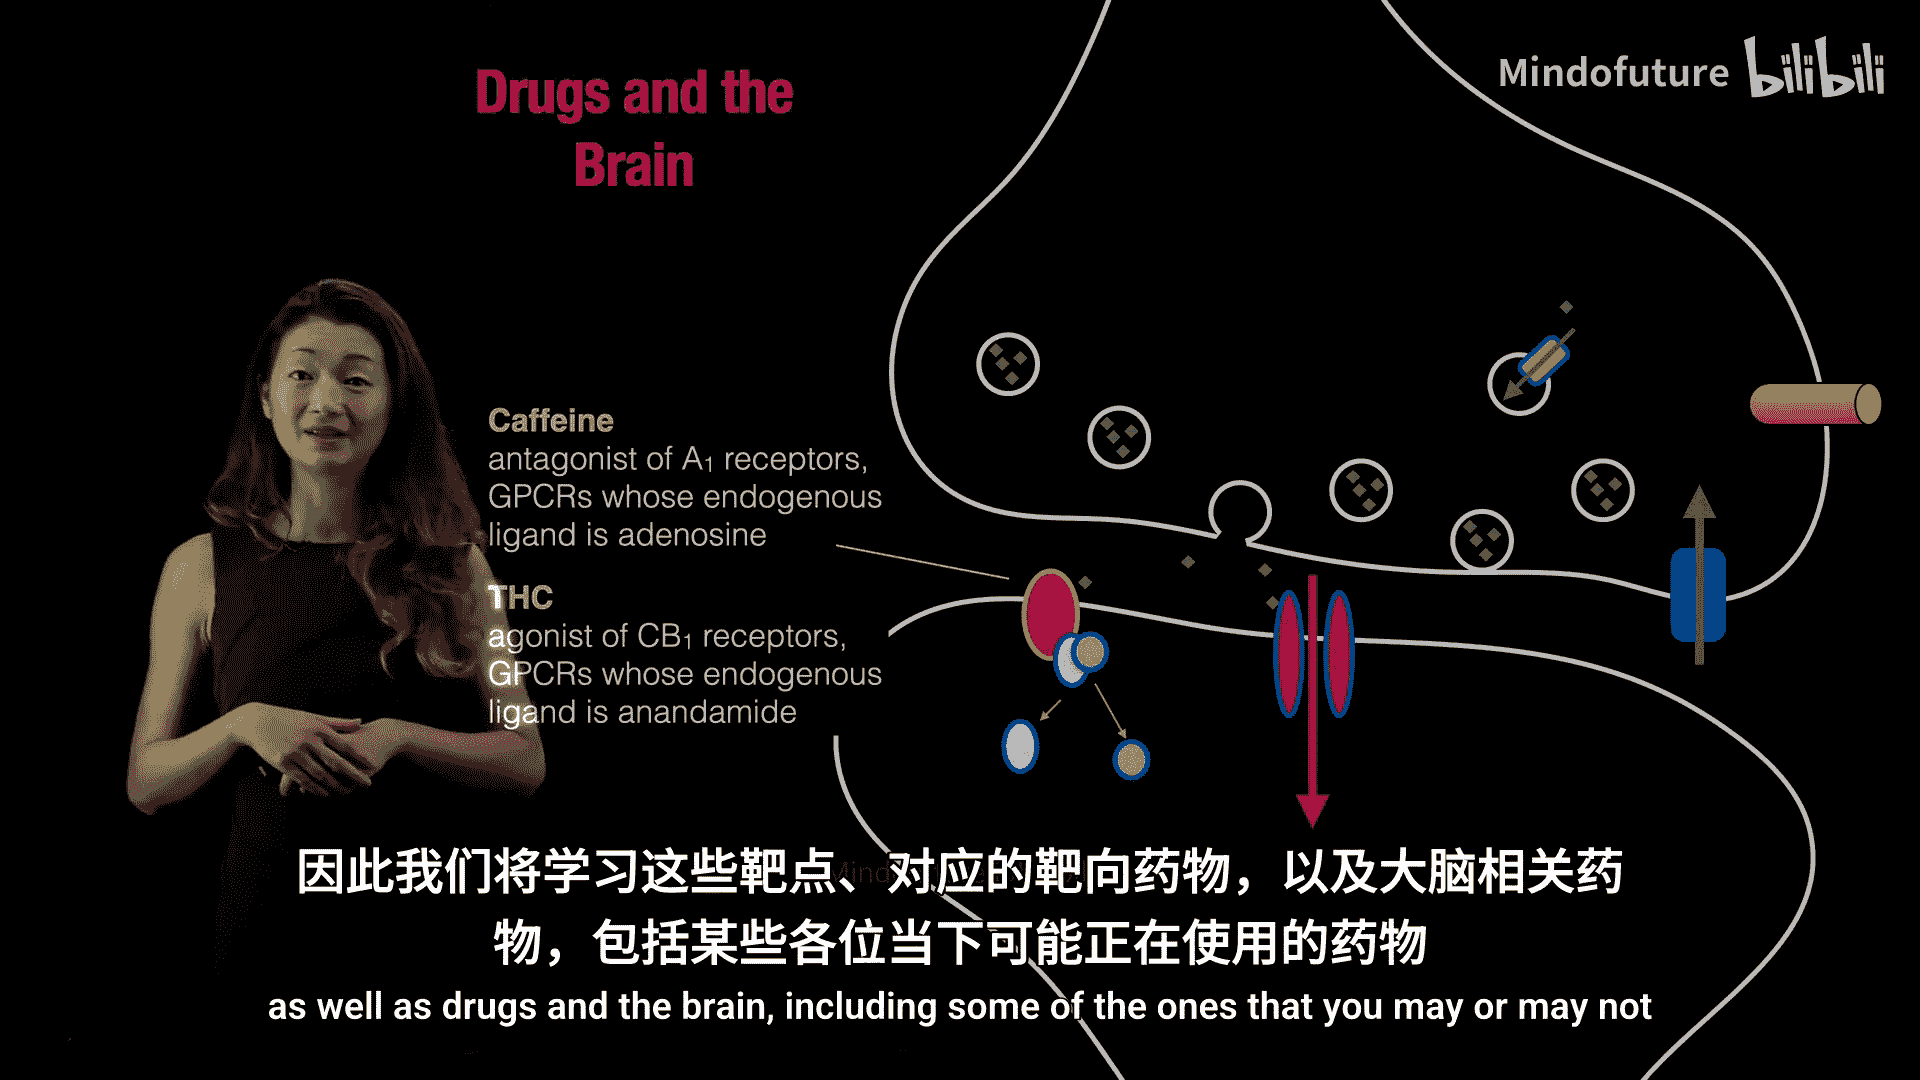 Drugs and the
Brain
Mindofuture bilibili
Caffeine
antagonist of A₁ receptors,
GPCRs whose endogenous
ligand is adenosine
THC
agonist of CB₁ receptors,
GPCRs whose endogenous
ligand is anandamide
因此我们将学习这些靶点、对应的靶向药物，以及大脑相关药
物，包括某些各位当下可能正在使用的药物
as well as drugs and the brain, including some of the ones that you may or may not